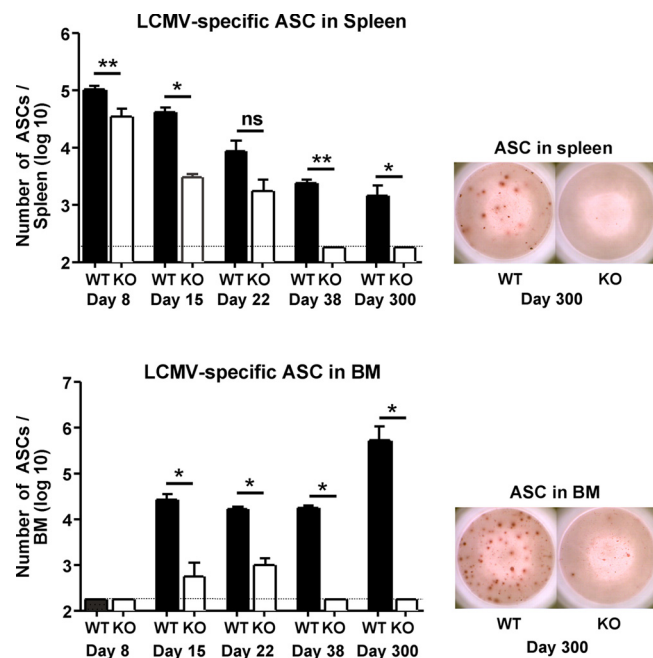 LCMV-specific ASC in Spleen
Number of ASCs /
Spleen (log 10)
6
5
4
3
2
** * ns ** *
WT KO WT KO WT KO WT KO WT KO
Day 8 Day 15 Day 22 Day 38 Day 300
ASC in spleen
WT KO
Day 300
LCMV-specific ASC in BM
Number of ASCs /
BM (log 10)
7
6
5
4
3
2
* * * *
WT KO WT KO WT KO WT KO WT KO
Day 8 Day 15 Day 22 Day 38 Day 300
ASC in BM
WT KO
Day 300